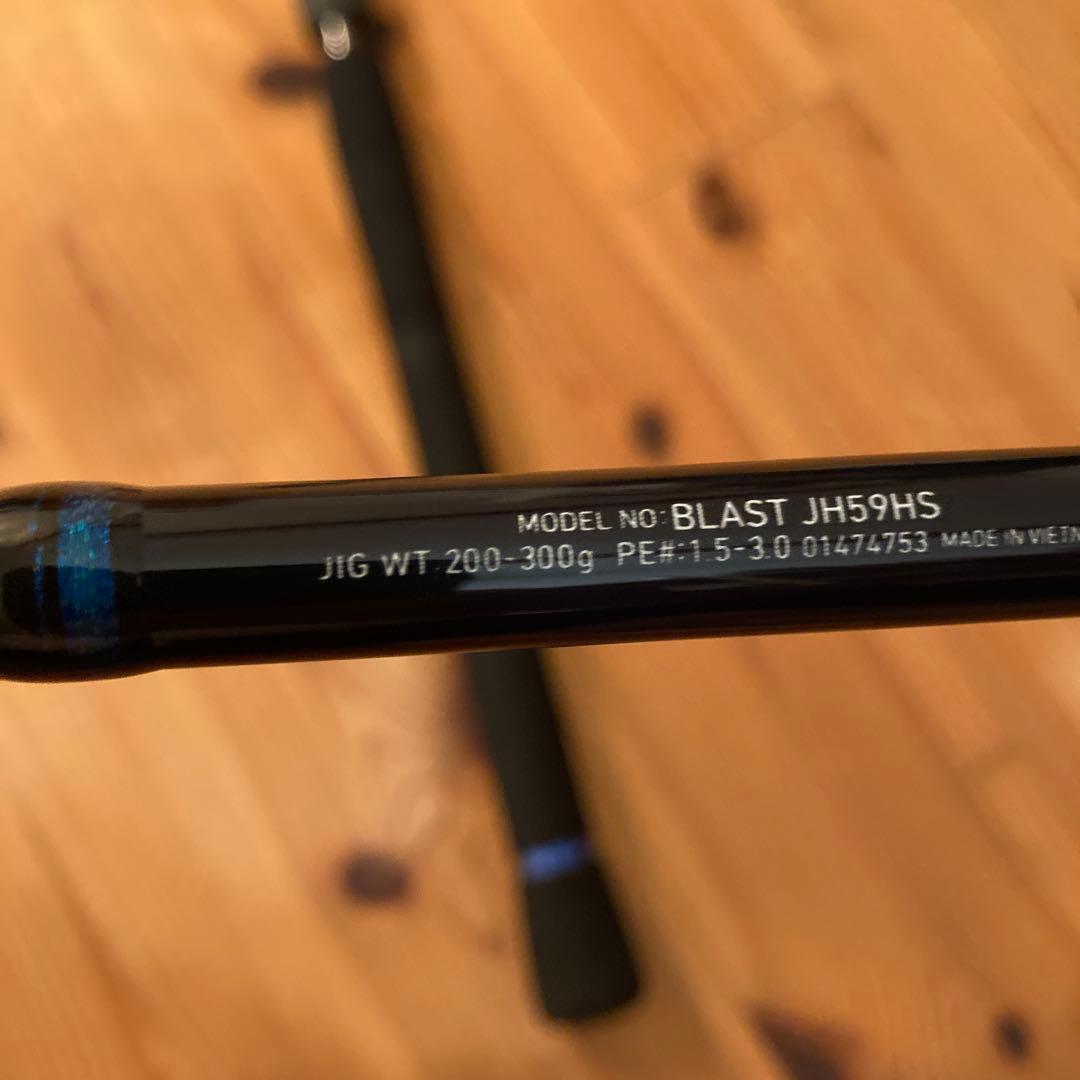 MODEL NO: BLAST JH59HS
JIG WT. 200-300g PE#:1.5-3.0 01474753 MADE IN VIETN